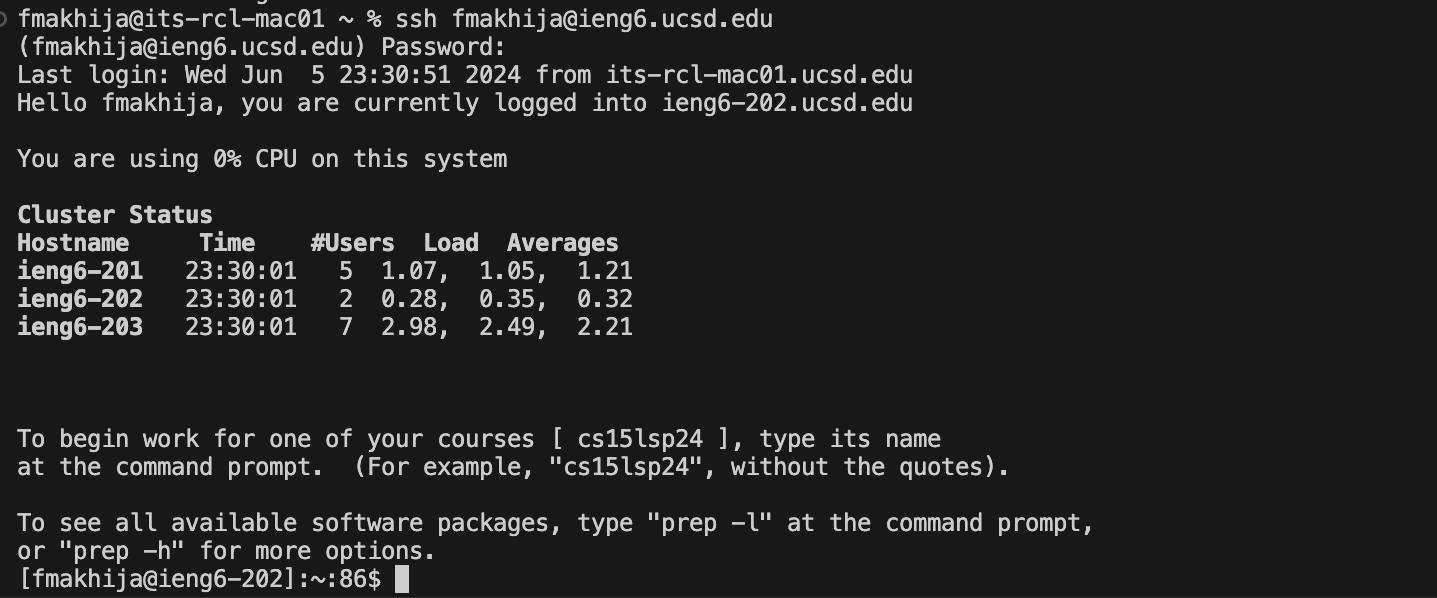 fmakhija@its-rcl-mac01 ~ % ssh fmakhija@ieng6.ucsd.edu
(fmakhija@ieng6.ucsd.edu) Password:
Last login: Wed Jun  5 23:30:51 2024 from its-rcl-mac01.ucsd.edu
Hello fmakhija, you are currently logged into ieng6-202.ucsd.edu

You are using 0% CPU on this system

Cluster Status
Hostname     Time    #Users  Load  Averages
ieng6-201   23:30:01   5  1.07,  1.05,  1.21
ieng6-202   23:30:01   2  0.28,  0.35,  0.32
ieng6-203   23:30:01   7  2.98,  2.49,  2.21

To begin work for one of your courses [ cs15lsp24 ], type its name
at the command prompt.  (For example, "cs15lsp24", without the quotes).

To see all available software packages, type "prep -l" at the command prompt,
or "prep -h" for more options.
[fmakhija@ieng6-202]:~:86$